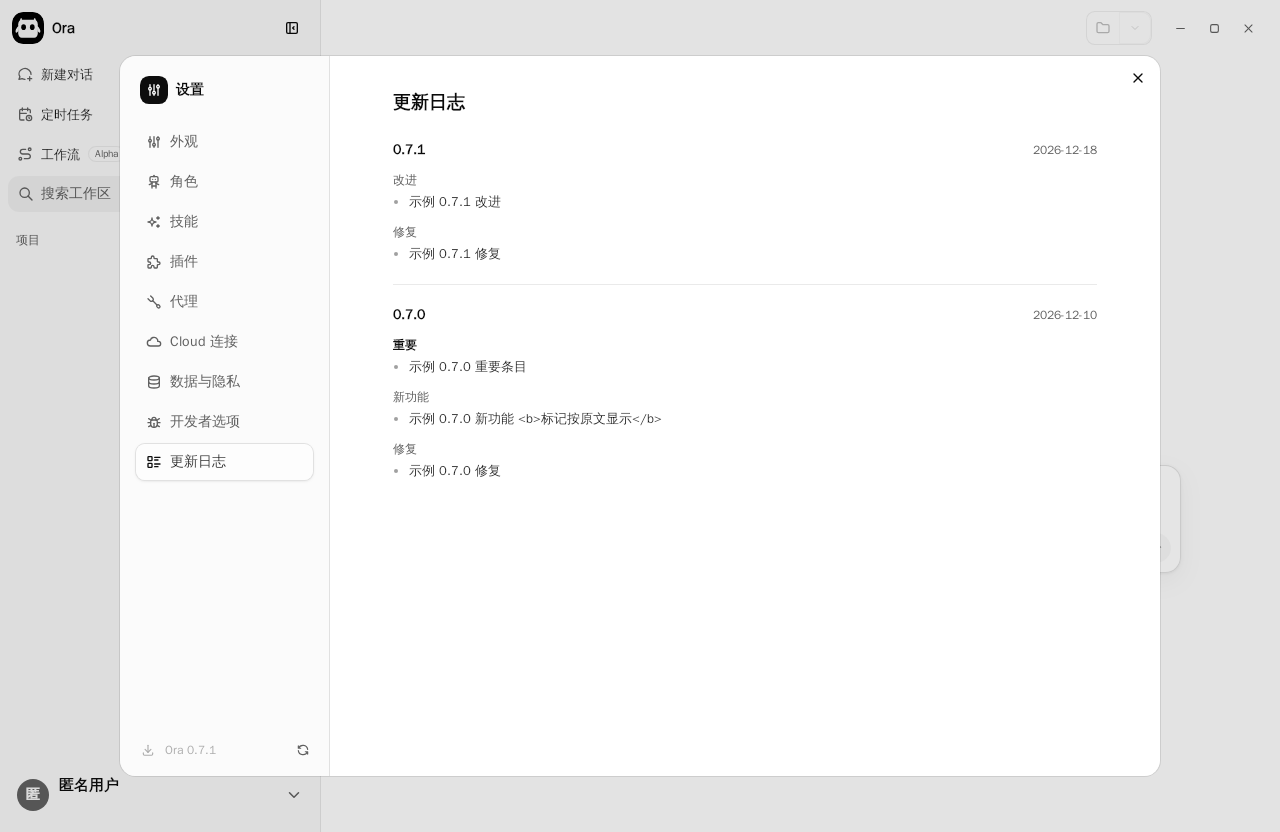 Ora
新建对话
定时任务
工作流 Alpha
搜索工作区
项目
匿 匿名用户
设置
外观
角色
技能
插件
代理
Cloud 连接
数据与隐私
开发者选项
更新日志
Ora 0.7.1
更新日志
0.7.1 2026-12-18
改进
• 示例 0.7.1 改进
修复
• 示例 0.7.1 修复
0.7.0 2026-12-10
重要
• 示例 0.7.0 重要条目
新功能
• 示例 0.7.0 新功能 <b>标记按原文显示</b>
修复
• 示例 0.7.0 修复